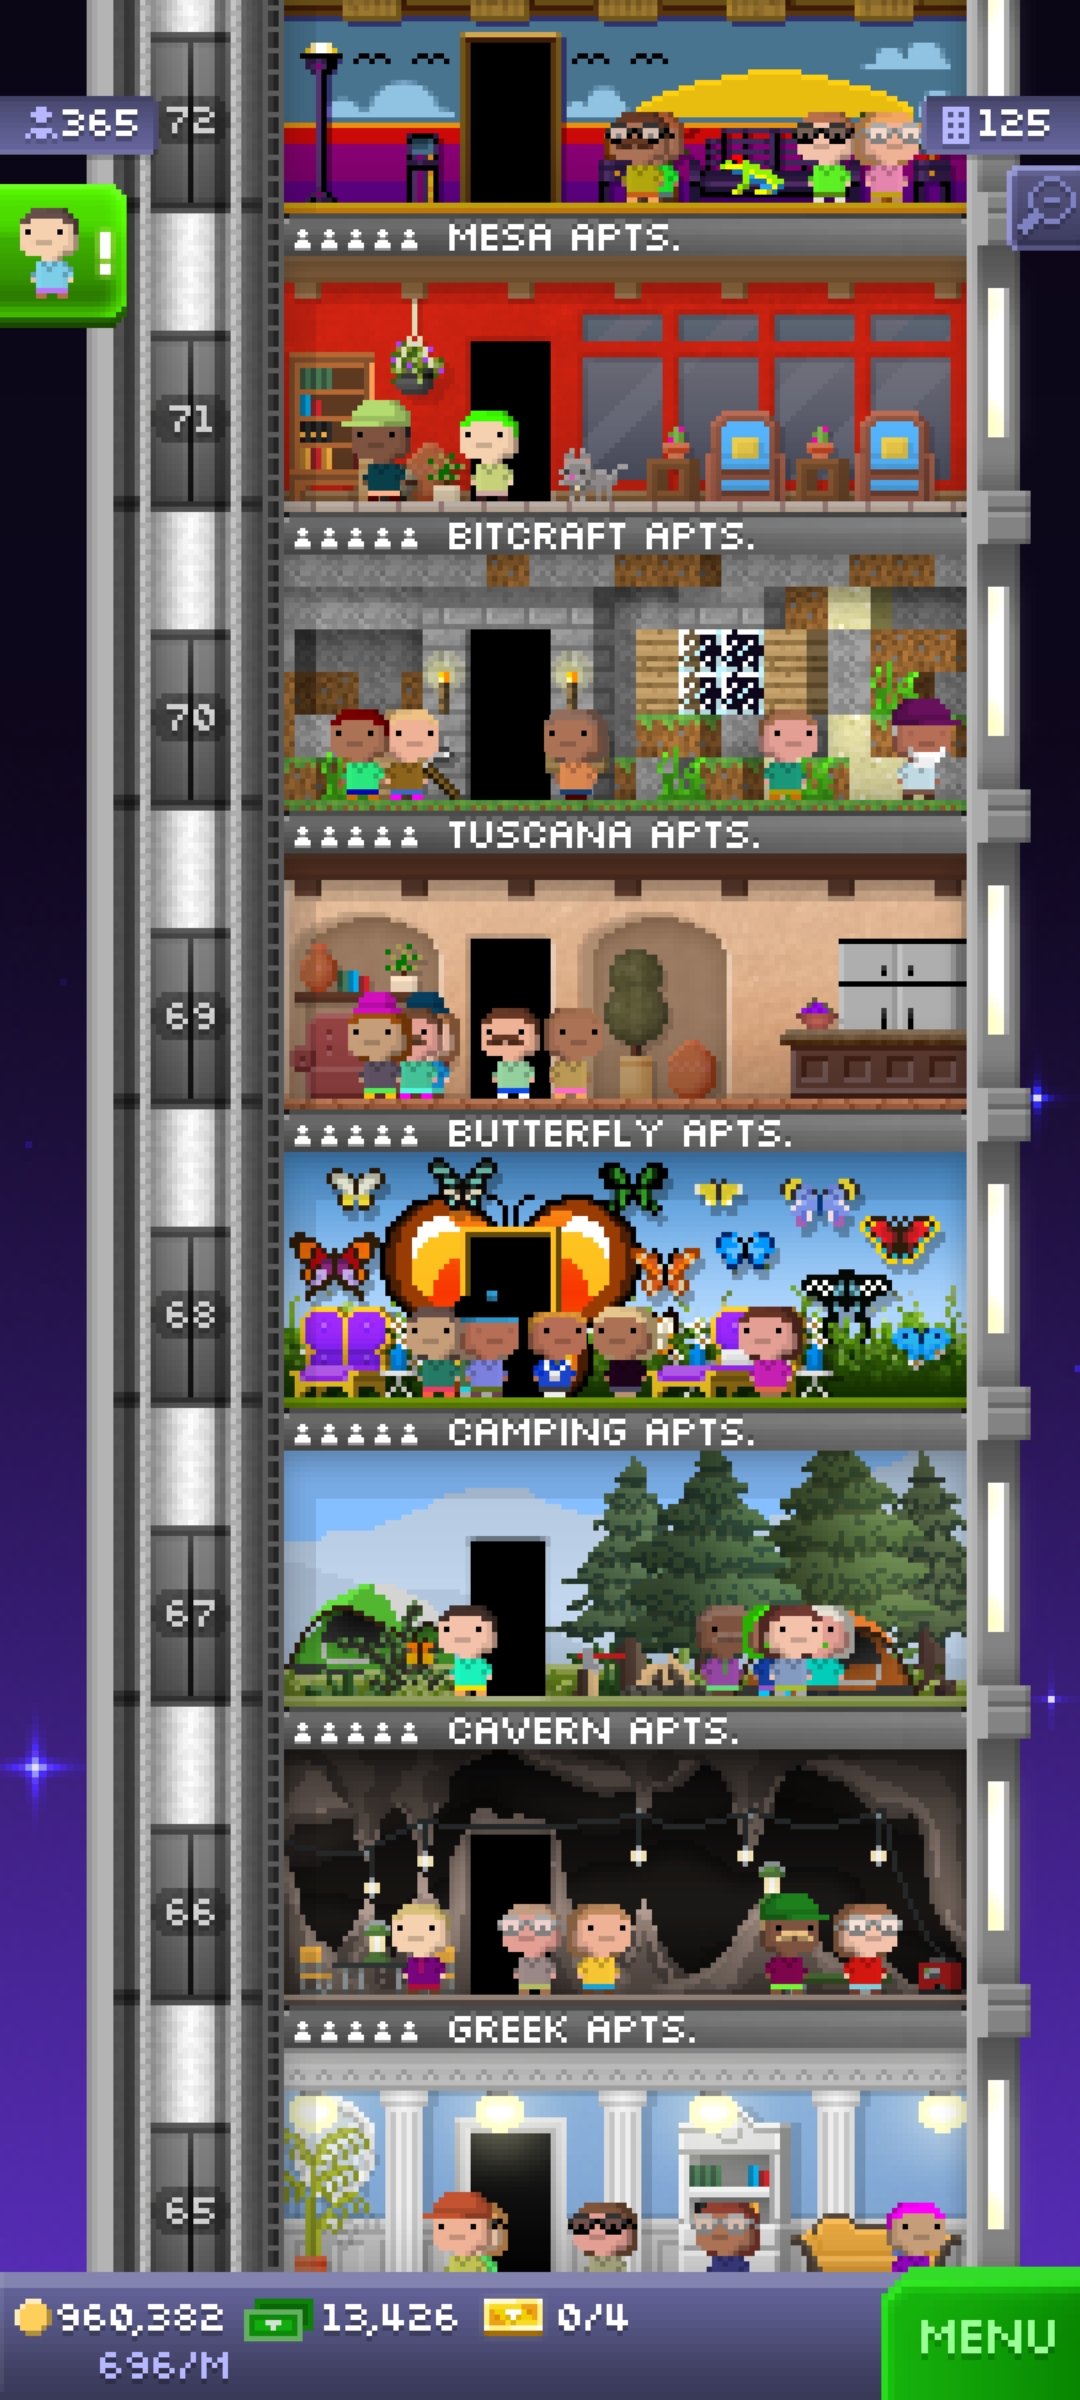 72
365
125
!
MESA APTS.
71
BITCRAFT APTS.
70
TUSCANA APTS.
69
BUTTERFLY APTS.
68
CAMPING APTS.
67
CAVERN APTS.
66
GREEK APTS.
65
960,382 13,426 0/4
696/M
MENU